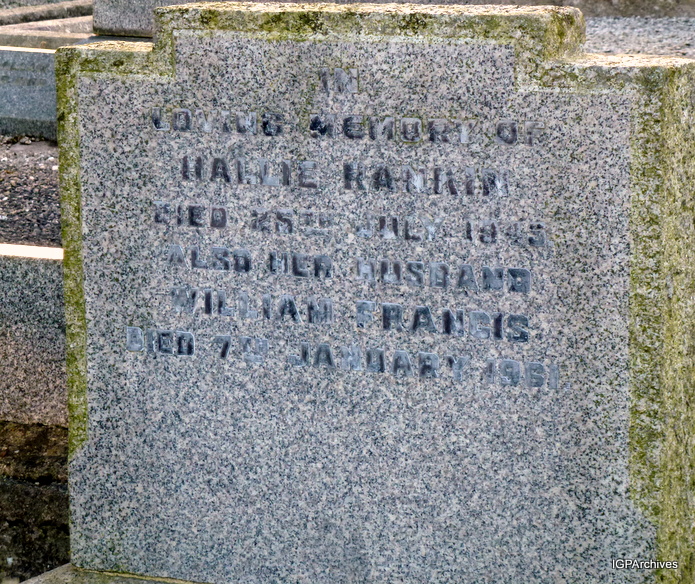 IN
LOVING MEMORY OF
HALLIE RANKIN
DIED 25TH JULY 1945
ALSO HER HUSBAND
WILLIAM FRANCIS
DIED 7TH JANUARY 1961.
IGPArchives